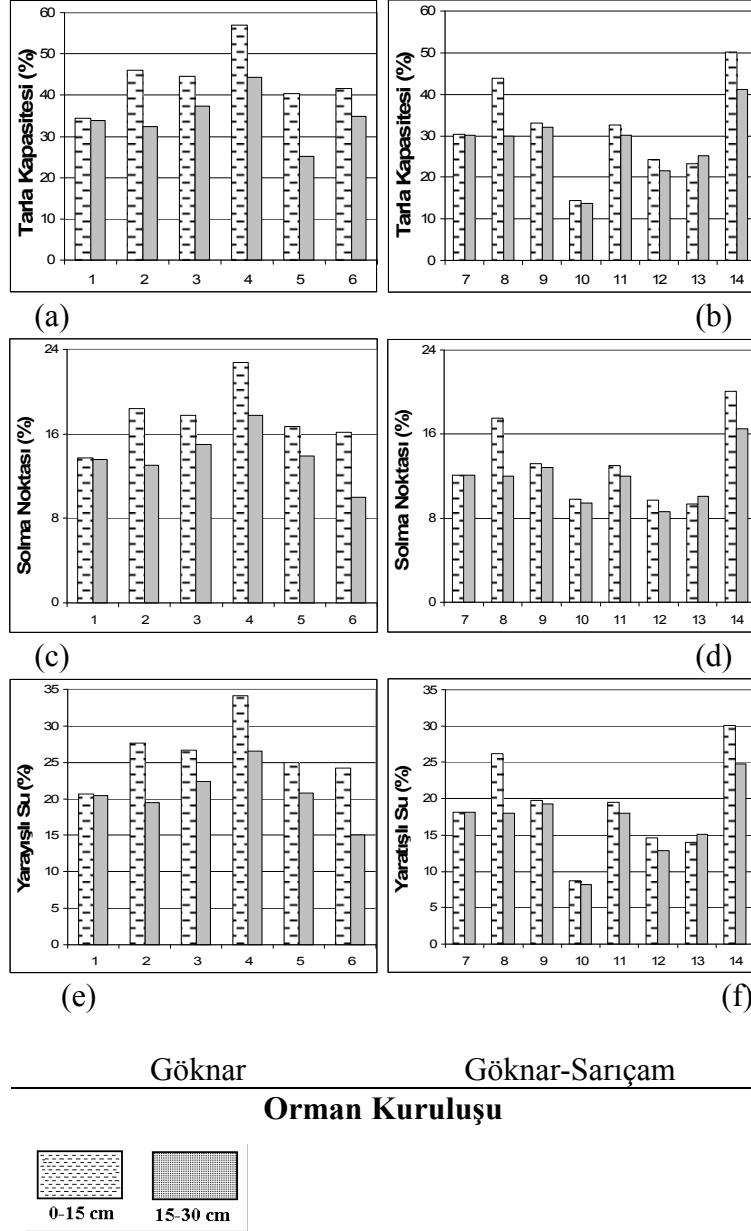 Tarla Kapasitesi (%)
60
50
40
30
20
10
0
1 2 3 4 5 6
(a)
Tarla Kapasitesi (%)
60
50
40
30
20
10
0
7 8 9 10 11 12 13 14
(b)
Solma Noktası (%)
24
16
8
0
1 2 3 4 5 6
(c)
Solma Noktası (%)
24
16
8
0
7 8 9 10 11 12 13 14
(d)
Yarayışlı Su (%)
35
30
25
20
15
10
5
0
1 2 3 4 5 6
(e)
Yaratışlı Su (%)
35
30
25
20
15
10
5
0
7 8 9 10 11 12 13 14
(f)
Göknar Göknar-Sarıçam
Orman Kuruluşu
0-15 cm 15-30 cm